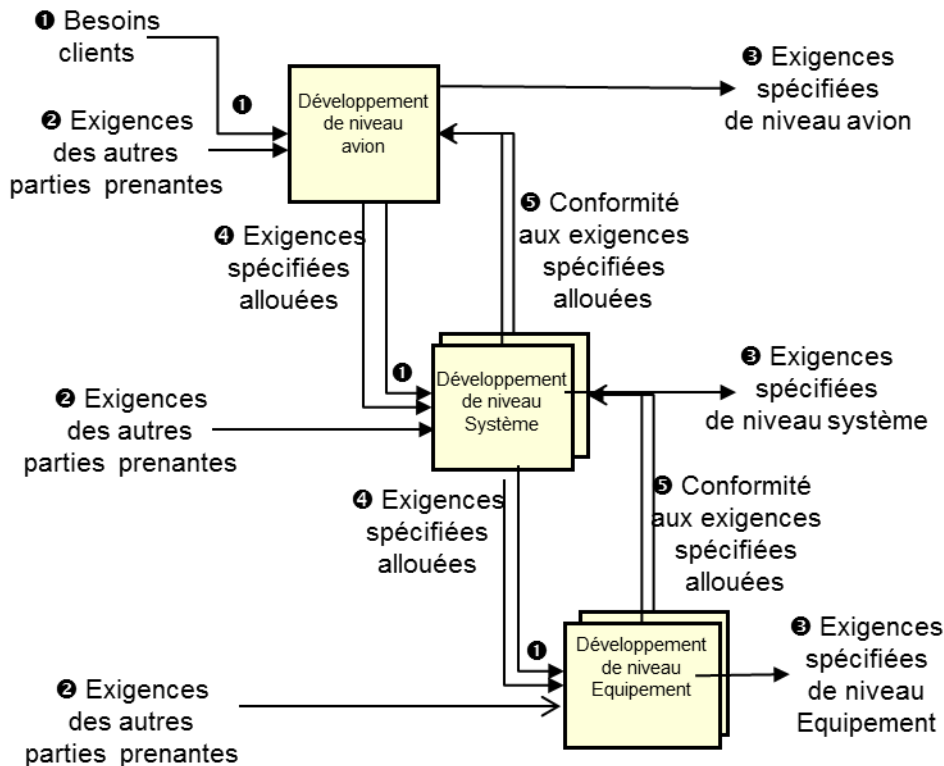 ❶ Besoins
clients
❶
❷ Exigences
des autres
parties prenantes
Développement
de niveau
avion
❸ Exigences
spécifiées
de niveau avion
❹ Exigences
spécifiées
allouées
❺ Conformité
aux exigences
spécifiées
allouées
❷ Exigences
des autres
parties prenantes
❶
Développement
de niveau
Système
❸ Exigences
spécifiées
de niveau système
❹ Exigences
spécifiées
allouées
❺ Conformité
aux exigences
spécifiées
allouées
❷ Exigences
des autres
parties prenantes
❶
Développement
de niveau
Equipement
❸ Exigences
spécifiées
de niveau
Equipement